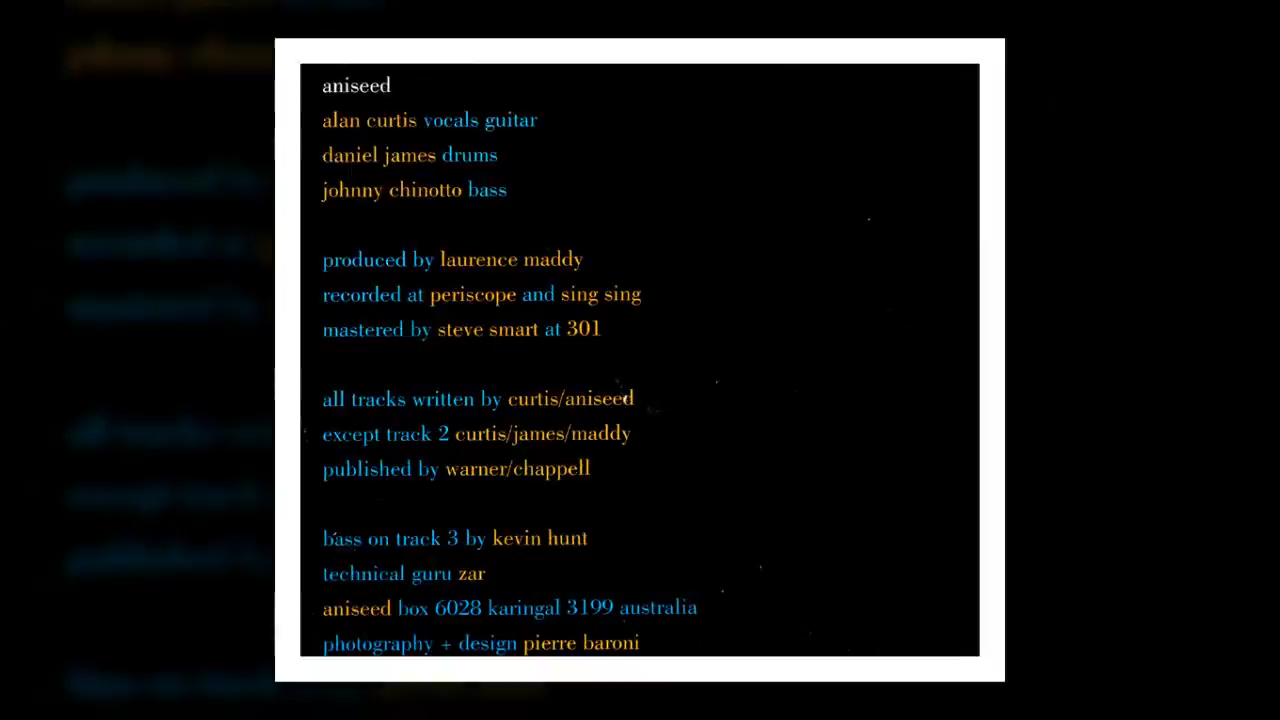 aniseed
alan curtis vocals guitar
daniel james drums
johnny chinotto bass
produced by laurence maddy
recorded at periscope and sing sing
mastered by steve smart at 301
all tracks written by curtis/aniseed
except track 2 curtis/james/maddy
published by warner/chappell
bass on track 3 by kevin hunt
technical guru zar
aniseed box 6028 karingal 3199 australia
photography + design pierre baroni